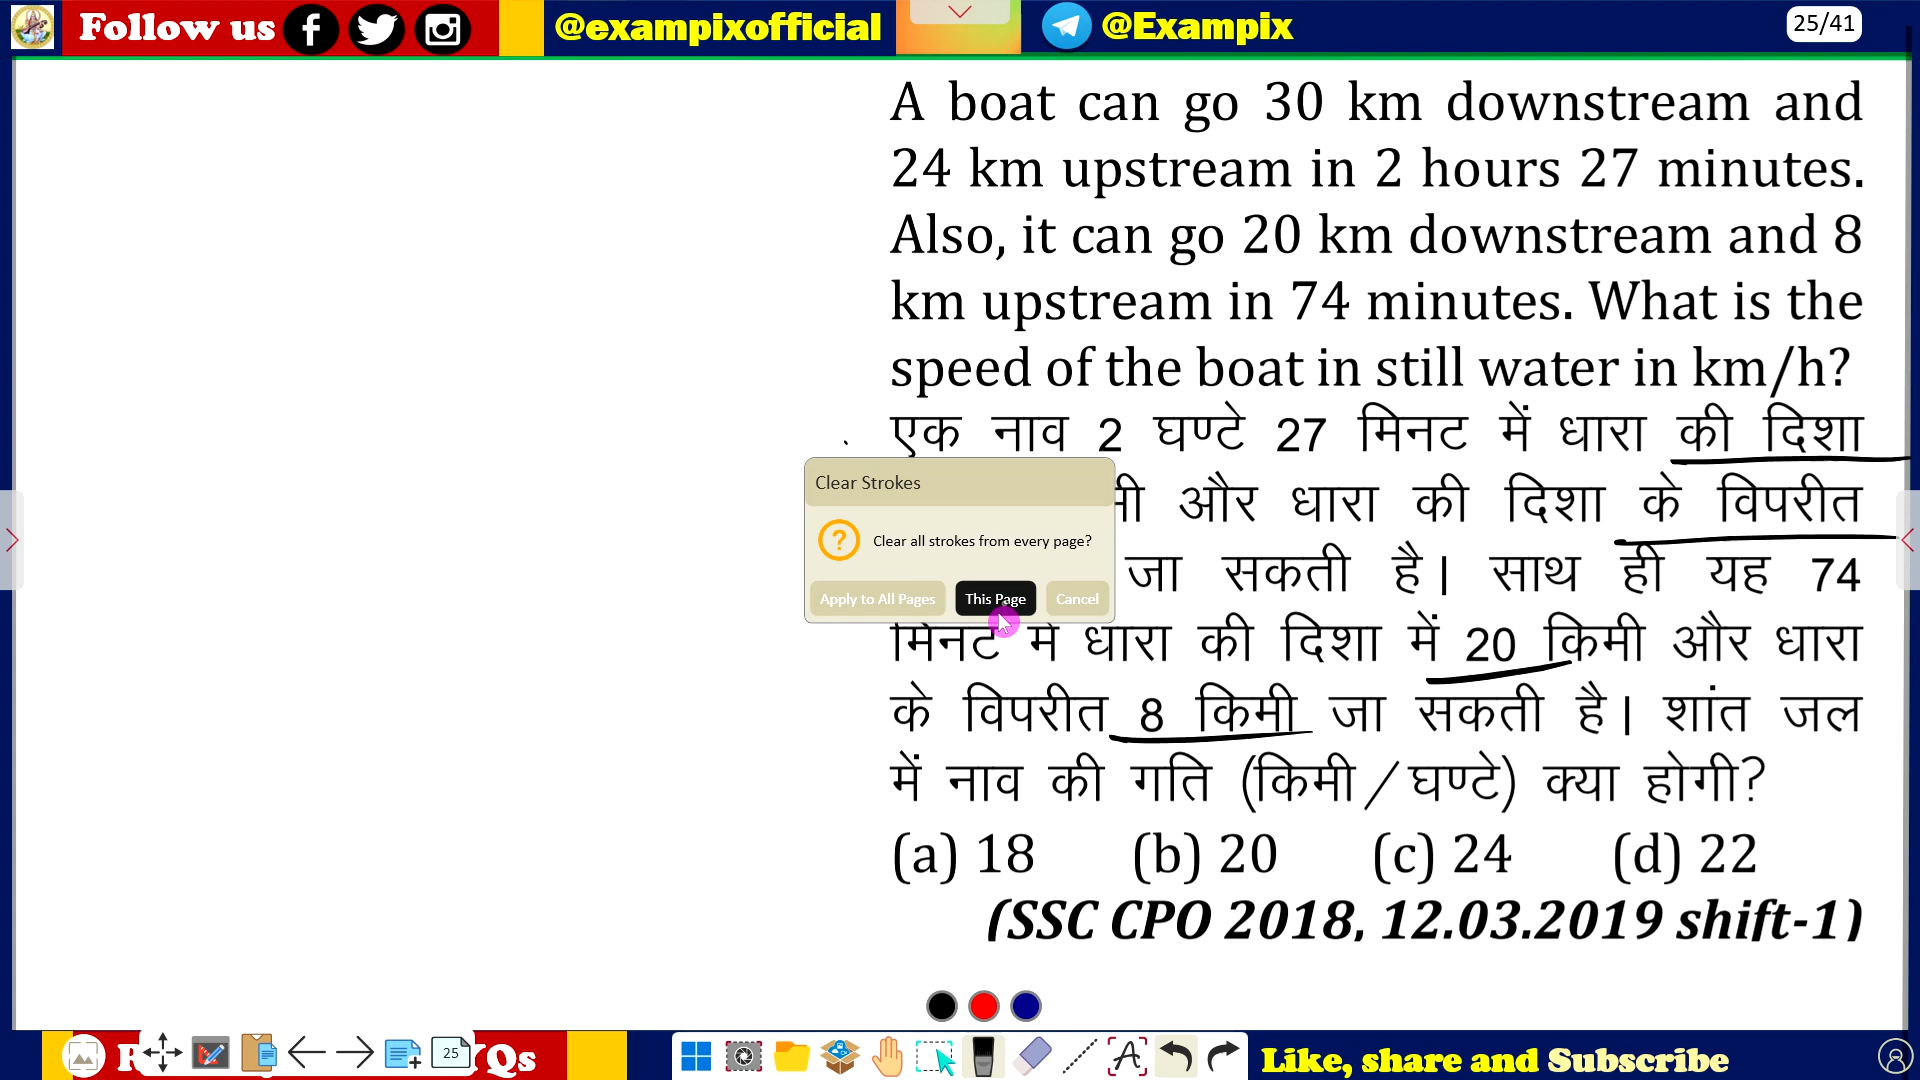 Follow us
@exampixofficial
@Exampix
25/41
A boat can go 30 km downstream and
24 km upstream in 2 hours 27 minutes.
Also, it can go 20 km downstream and 8
km upstream in 74 minutes. What is the
speed of the boat in still water in km/h?
एक नाव 2 घण्टे 27 मिनट में धारा की दिशा
और धारा की दिशा के विपरीत
जा सकती है। साथ ही यह 74
मिनट में धारा की दिशा में 20 किमी और धारा
के विपरीत 8 किमी जा सकती है। शांत जल
में नाव की गति (किमी/घण्टे) क्या होगी?
(a) 18 (b) 20 (c) 24 (d) 22
(SSC CPO 2018, 12.03.2019 shift-1)
Clear Strokes
Clear all strokes from every page?
Apply to All Pages This Page Cancel
25
Like, share and Subscribe